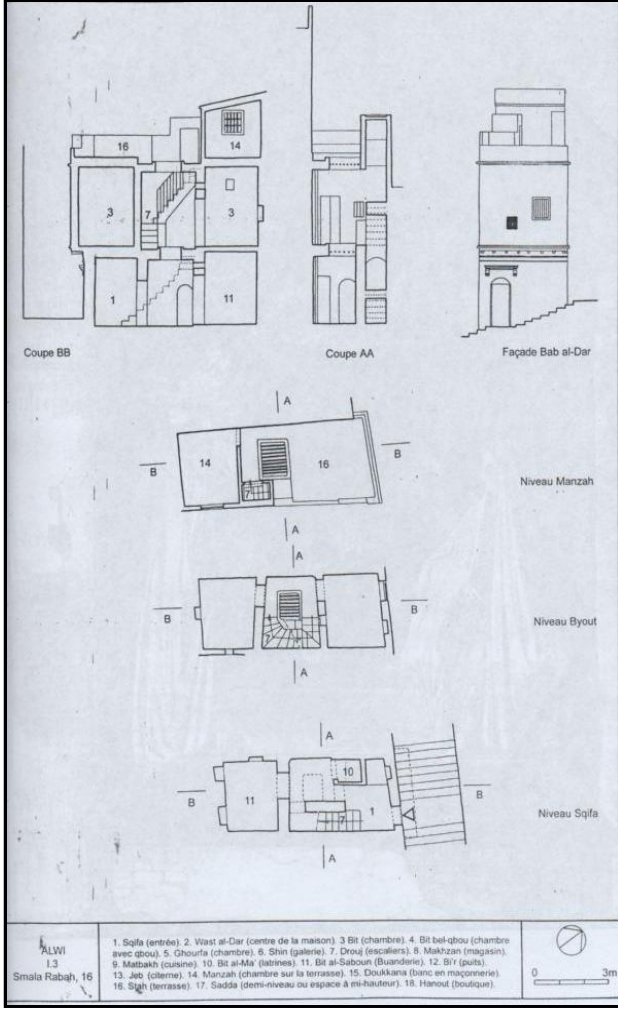 16
14
3
7
3
1
11
Coupe BB
Coupe AA
Façade Bab al-Dar
A
B
14
16
7
B
Niveau Manzah
A
A
B
B
Niveau Byout
A
A
B
11
10
7
1
B
Niveau Sqifa
A
ALWI
I.3
Smala Rabah, 16
1. Sqifa (entrée). 2. Wast al-Dar (centre de la maison). 3 Bit (chambre). 4. Bit bel-qbou (chambre
avec qbou). 5. Ghourfa (chambre). 6. Shin (galerie). 7. Drouj (escaliers). 8. Makhzan (magasin).
9. Matbakh (cuisine). 10. Bit al-Ma' (latrines). 11. Bit al-Saboun (Buanderie). 12. Bi'r (puits).
13. Jeb (citerne). 14. Manzah (chambre sur la terrasse). 15. Doukkana (banc en maçonnerie).
16. Stah (terrasse). 17. Sadda (demi-niveau ou espace à mi-hauteur). 18. Hanout (boutique).
0 3m